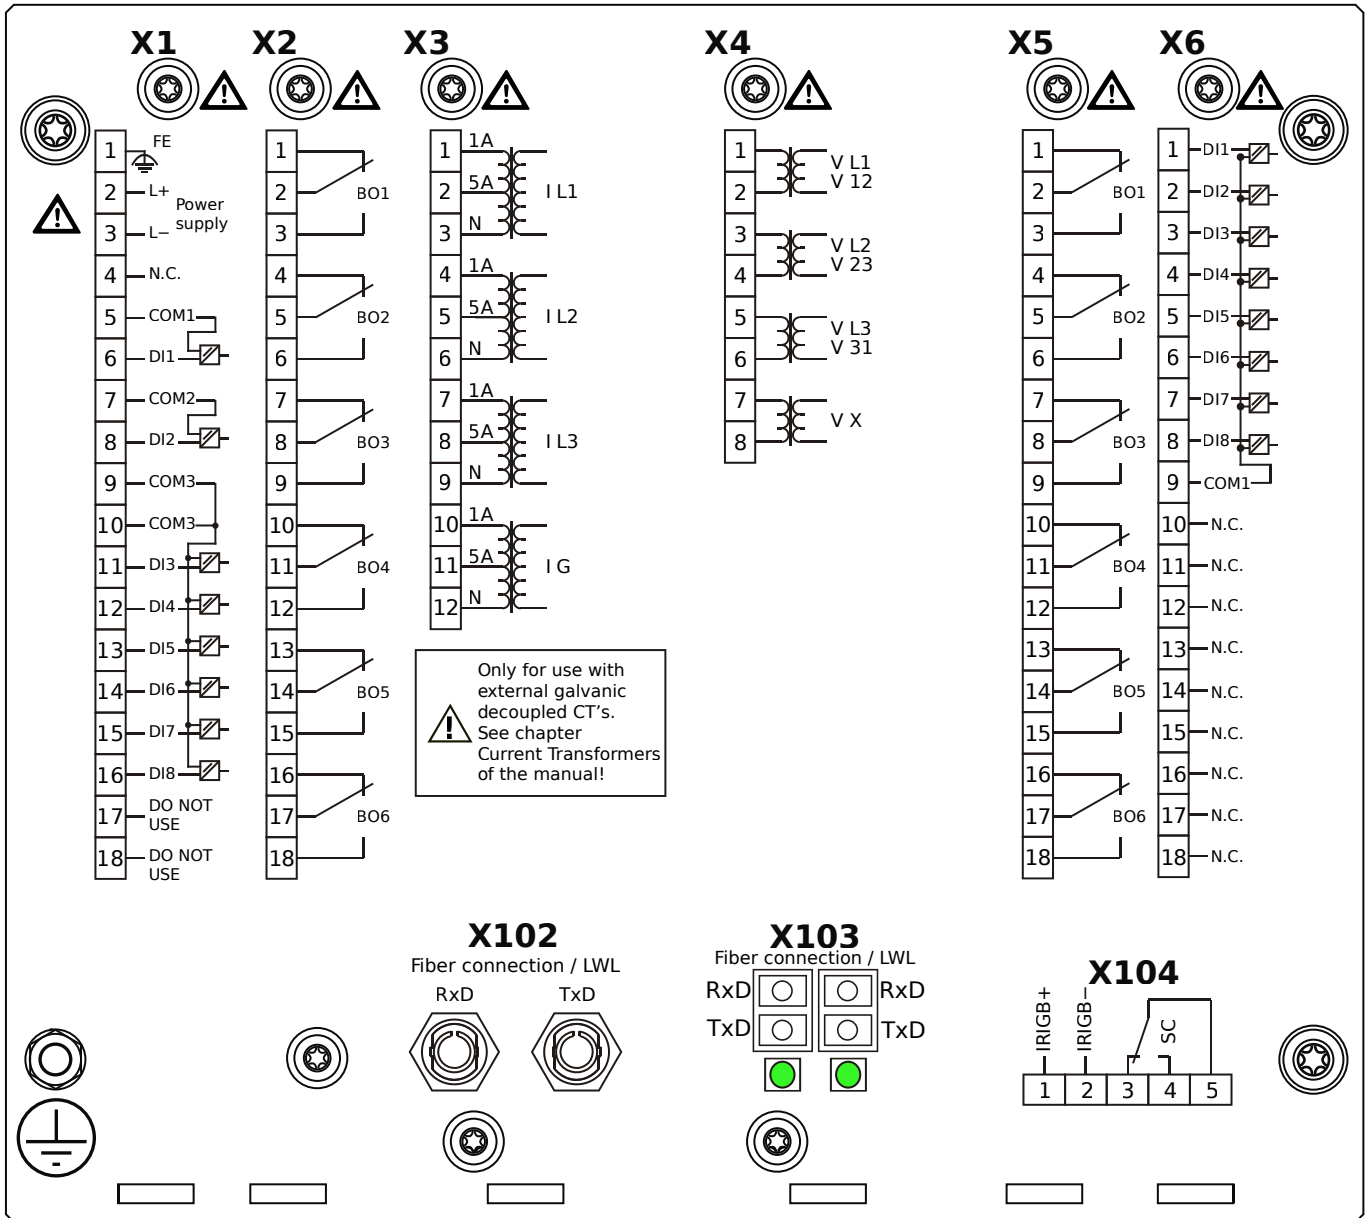 X1 X2 X3 X4 X5 X6
1 FE
2 L+
Power
supply
3 L−
4 N.C.
5 COM1
6 DI1
7 COM2
8 DI2
9 COM3
10 COM3
11 DI3
12 DI4
13 DI5
14 DI6
15 DI7
16 DI8
17 DO NOT
USE
18 DO NOT
USE
1
2 BO1
3
4
5 BO2
6
7
8 BO3
9
10
11 BO4
12
13
14 BO5
15
16
17 BO6
18
1 1A
2 5A I L1
3 N
4 1A
5 5A I L2
6 N
7 1A
8 5A I L3
9 N
10 1A
11 5A I G
12 N
Only for use with
external galvanic
decoupled CT's.
See chapter
Current Transformers
of the manual!
1 V L1
2 V 12
3 V L2
4 V 23
5 V L3
6 V 31
7 V X
8
1
2 BO1
3
4
5 BO2
6
7
8 BO3
9
10
11 BO4
12
13
14 BO5
15
16
17 BO6
18
1 DI1
2 DI2
3 DI3
4 DI4
5 DI5
6 DI6
7 DI7
8 DI8
9 COM1
10 N.C.
11 N.C.
12 N.C.
13 N.C.
14 N.C.
15 N.C.
16 N.C.
17 N.C.
18 N.C.
X102
Fiber connection / LWL
RxD TxD
X103
Fiber connection / LWL
RxD RxD
TxD TxD
X104
IRIGB+
IRIGB−
SC
1 2 3 4 5